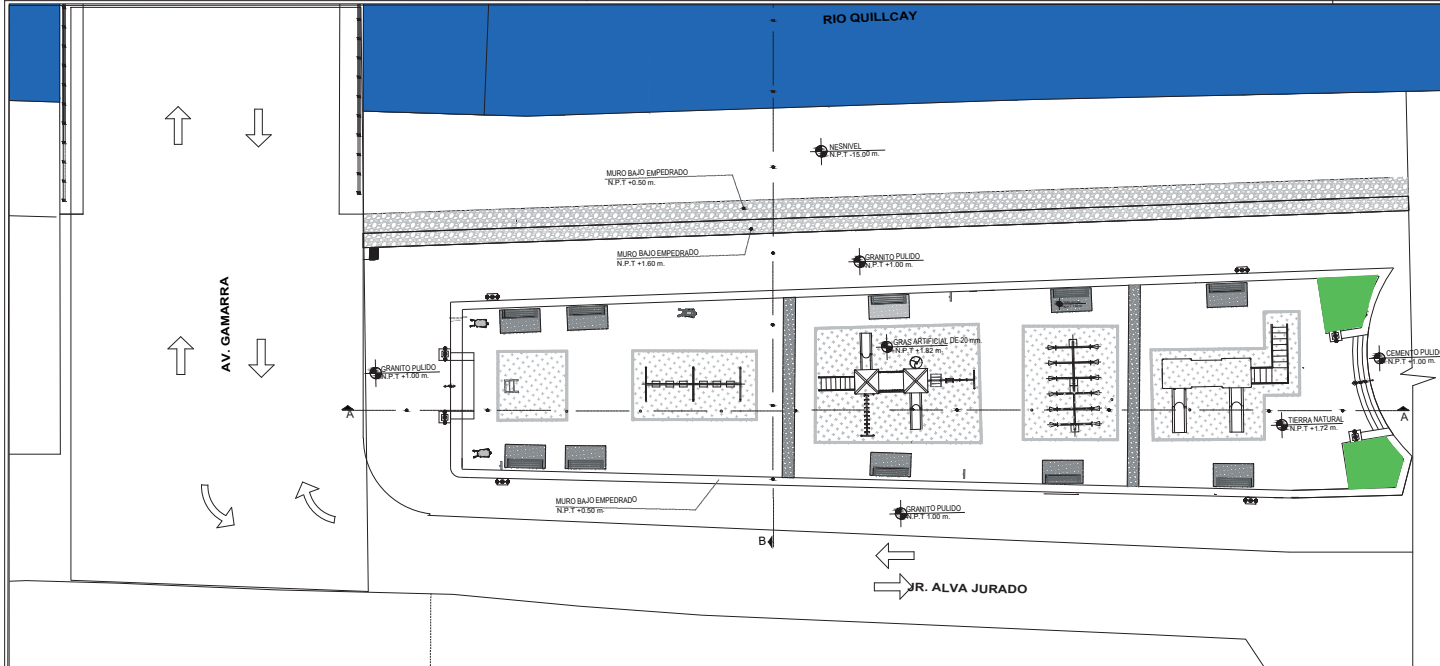 RIO QUILLCAY
NESNIVEL
N.P.T -15.00 m.
MURO BAJO EMPEDRADO
N.P.T +0.50 m.
MURO BAJO EMPEDRADO
N.P.T +1.60 m.
GRANITO PULIDO
N.P.T +1.00 m.
AV. GAMARRA
GRAS ARTIFICIAL DE 20 mm.
N.P.T +1.82 m.
GRANITO PULIDO
N.P.T +1.00 m.
CEMENTO PULIDO
N.P.T +1.00 m.
A
A
TIERRA NATURAL
N.P.T +1.72 m.
MURO BAJO EMPEDRADO
N.P.T +0.50 m.
GRANITO PULIDO
N.P.T 1.00 m.
B
JR. ALVA JURADO